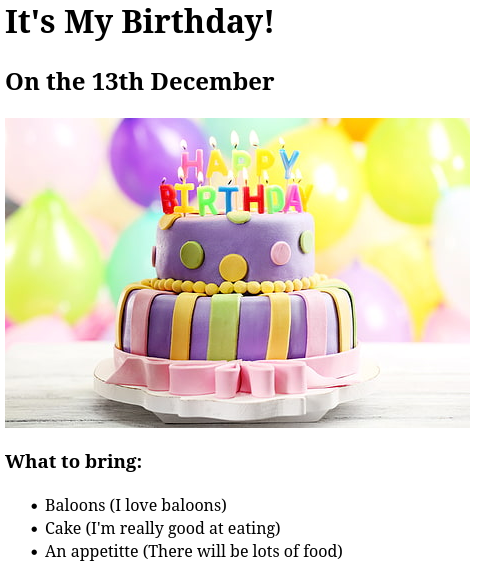 It's My Birthday!
On the 13th December
HAPPY
BIRTHDAY
What to bring:
Baloons (I love baloons)
Cake (I'm really good at eating)
An appetitte (There will be lots of food)